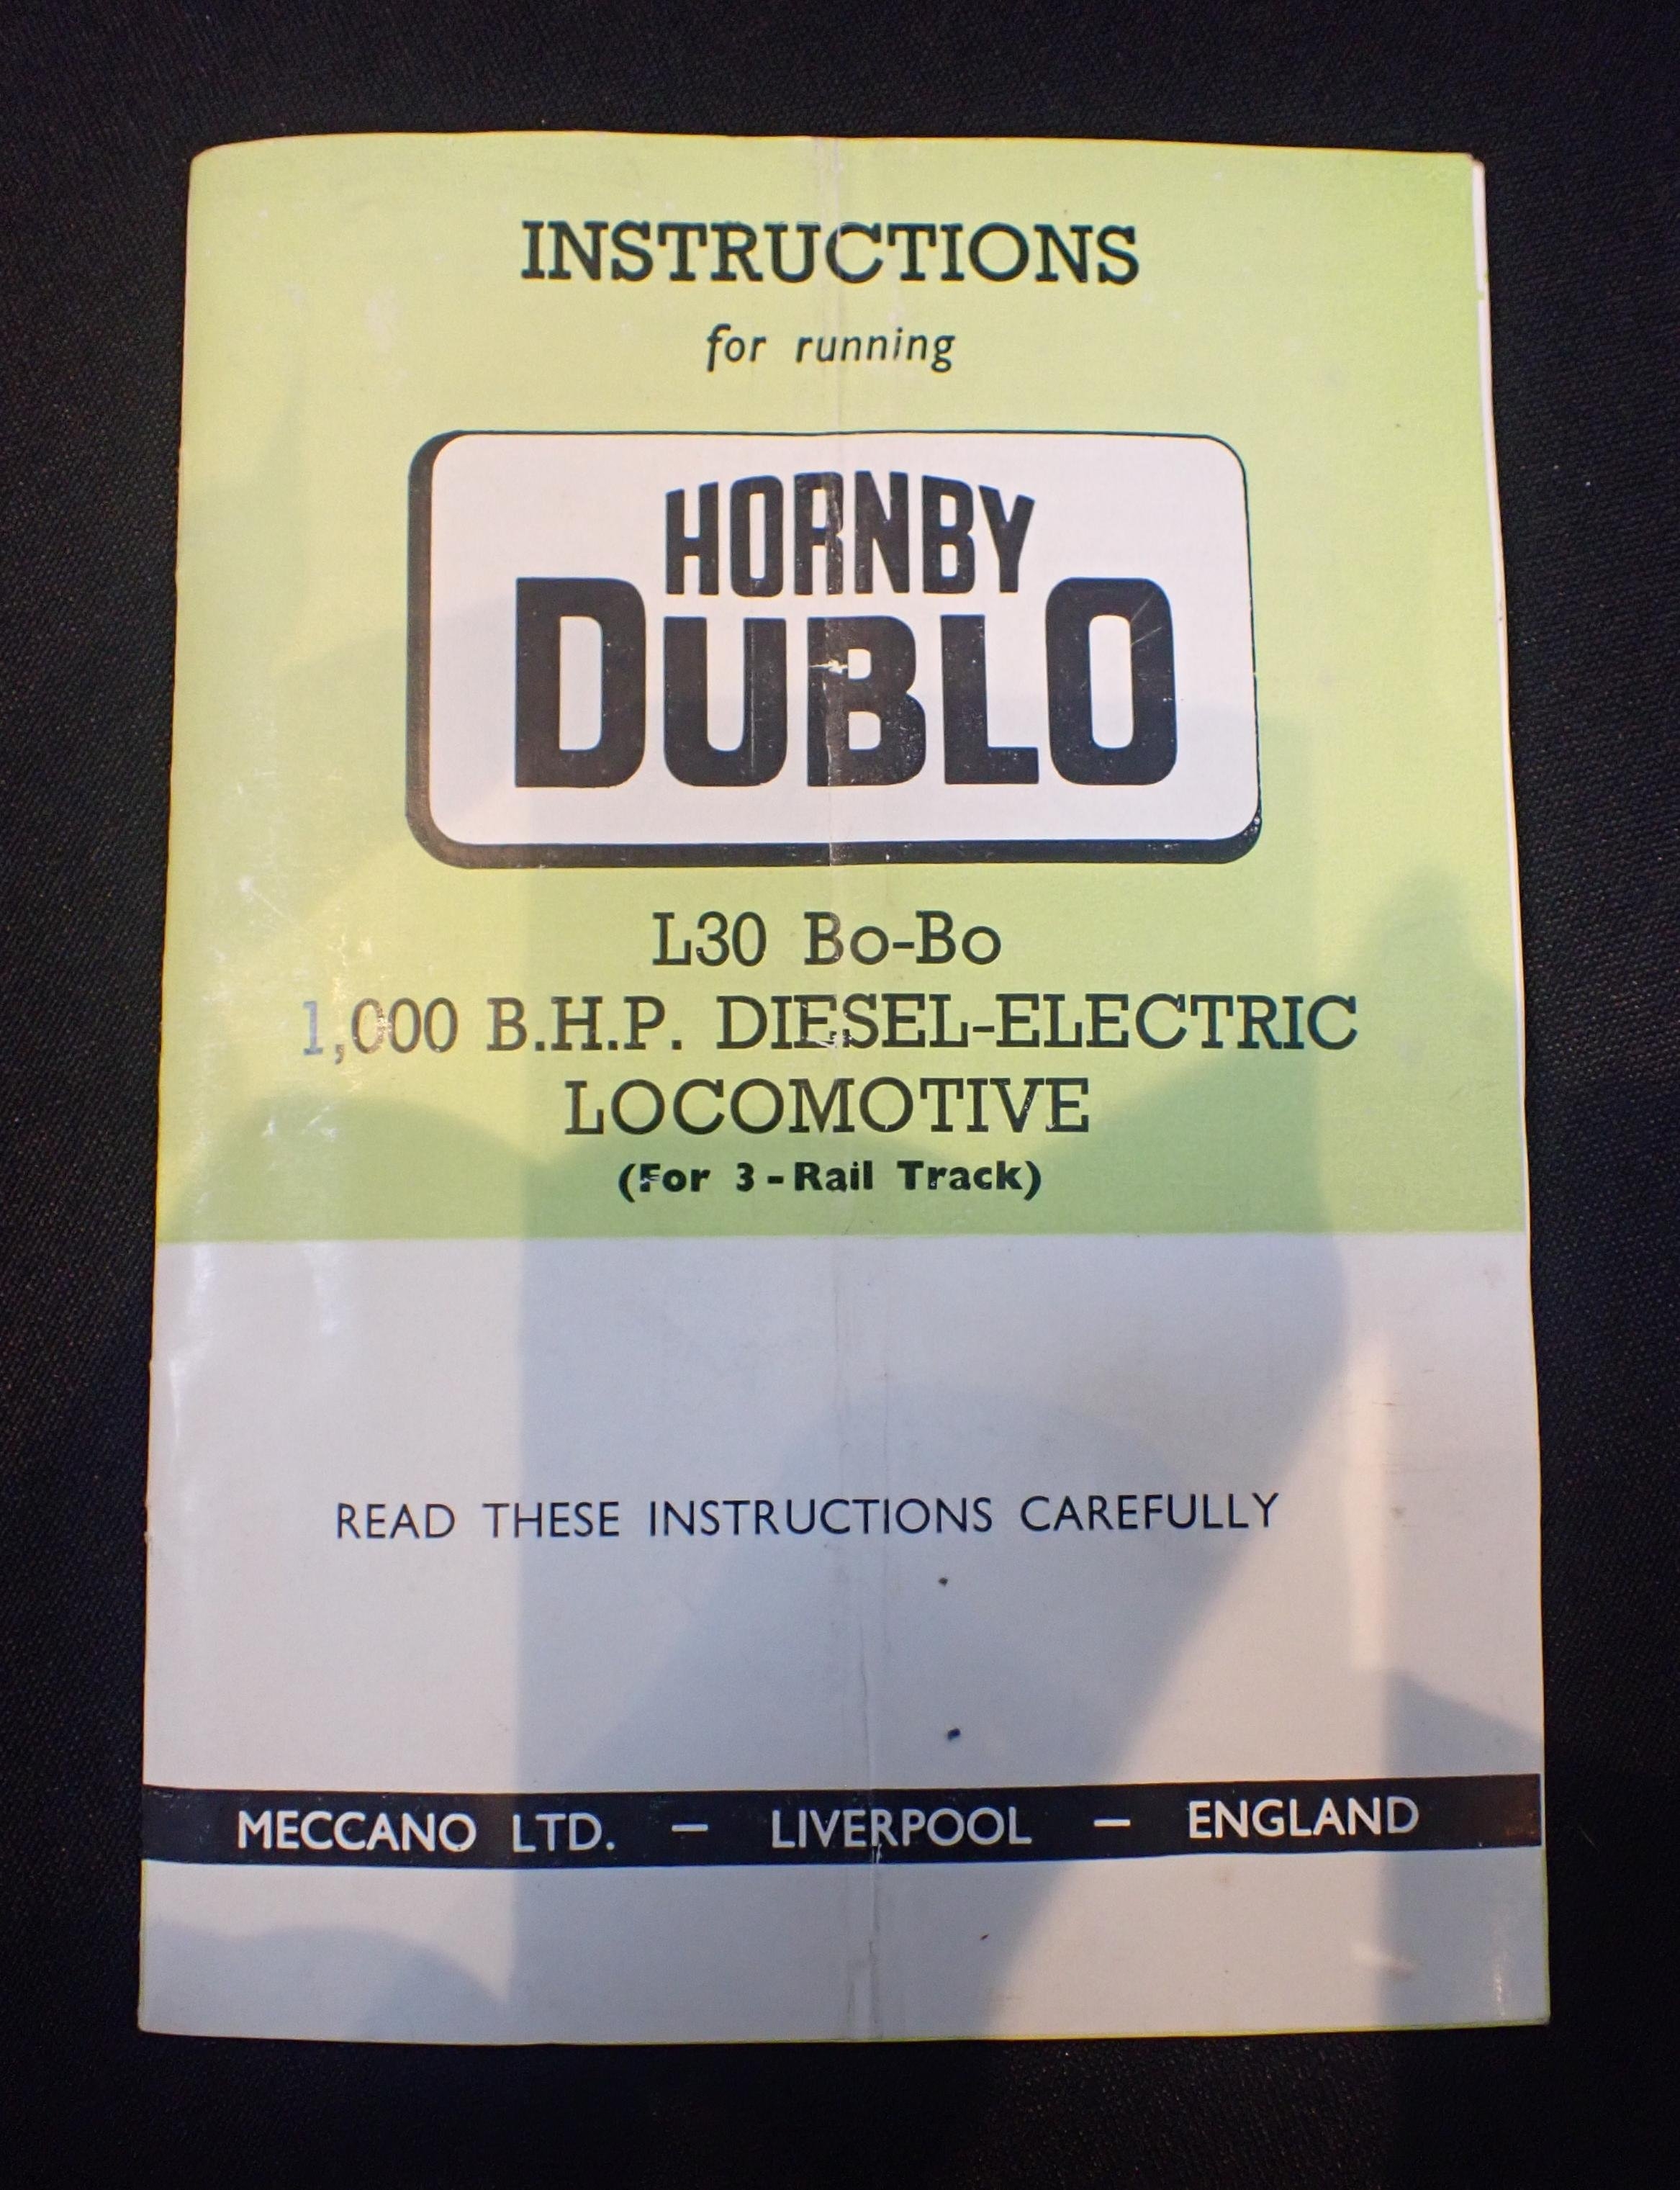 INSTRUCTIONS
for running
HORNBY
DUBLO
L30 Bo-Bo
1,000 B.H.P. DIESEL-ELECTRIC
LOCOMOTIVE
(For 3-Rail Track)
READ THESE INSTRUCTIONS CAREFULLY
MECCANO LTD. — LIVERPOOL — ENGLAND